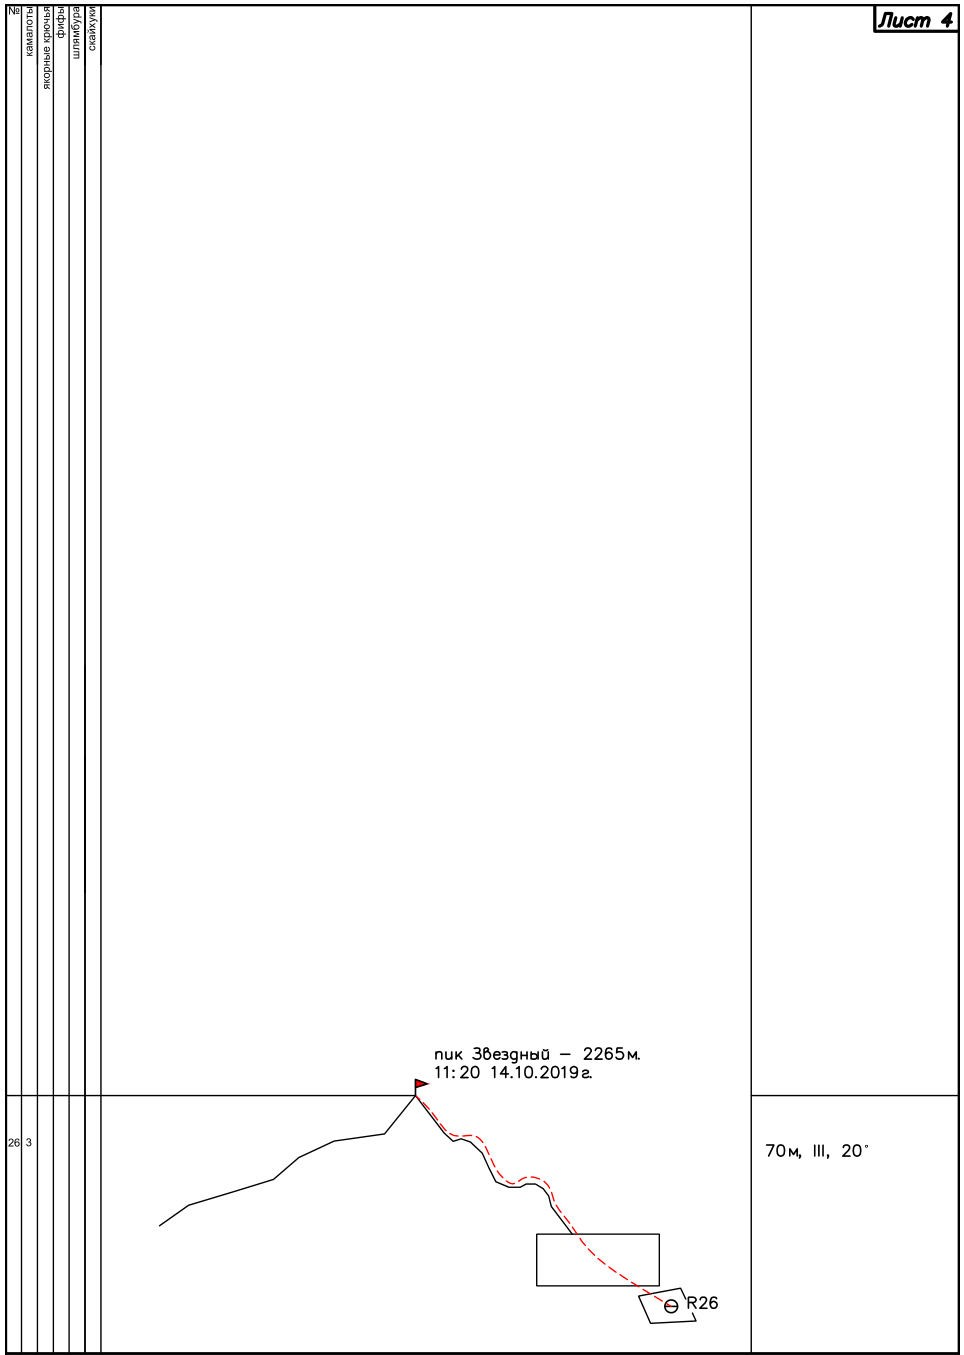 №
камалоты
якорные крючья
фифы
шлямбура
скайхуки
Лист 4
пик Звездный – 2265м.
11:20 14.10.2019г.
26 3
70м, III, 20°
R26